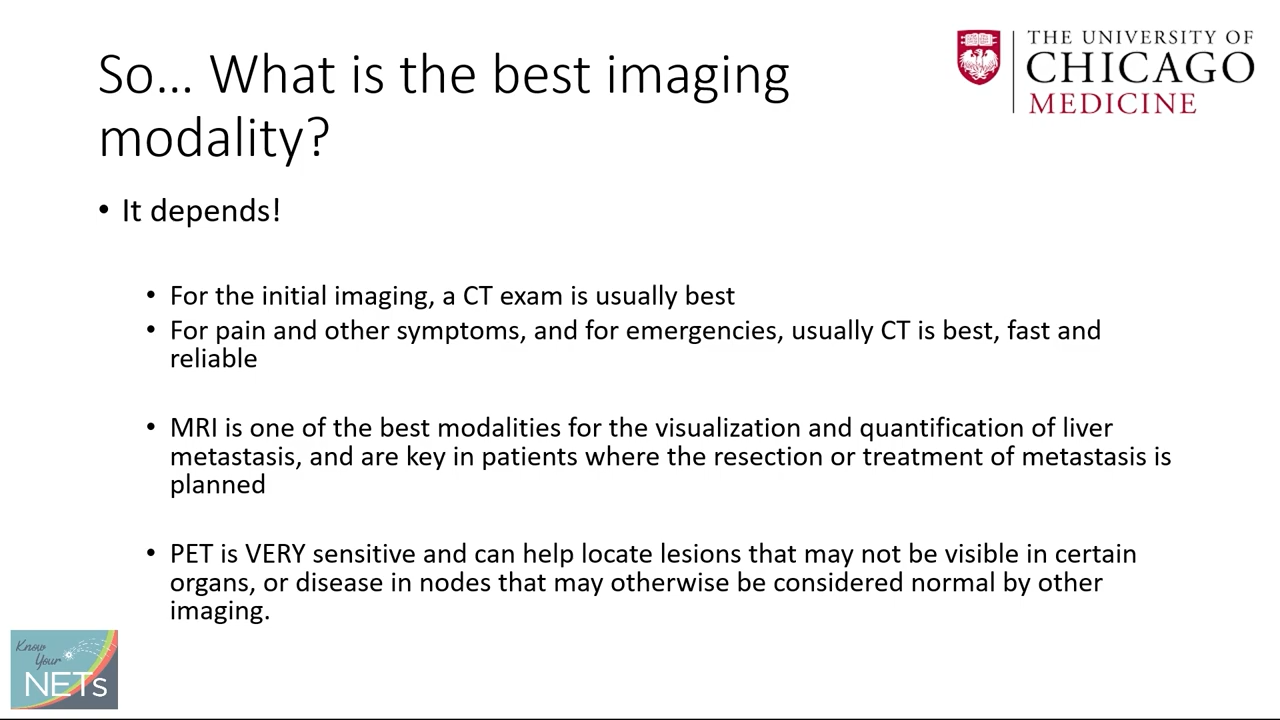 So... What is the best imaging
modality?
THE UNIVERSITY OF
CHICAGO
MEDICINE
• It depends!
• For the initial imaging, a CT exam is usually best
• For pain and other symptoms, and for emergencies, usually CT is best, fast and
reliable
• MRI is one of the best modalities for the visualization and quantification of liver
metastasis, and are key in patients where the resection or treatment of metastasis is
planned
• PET is VERY sensitive and can help locate lesions that may not be visible in certain
organs, or disease in nodes that may otherwise be considered normal by other
imaging.
Know
Your
NETs